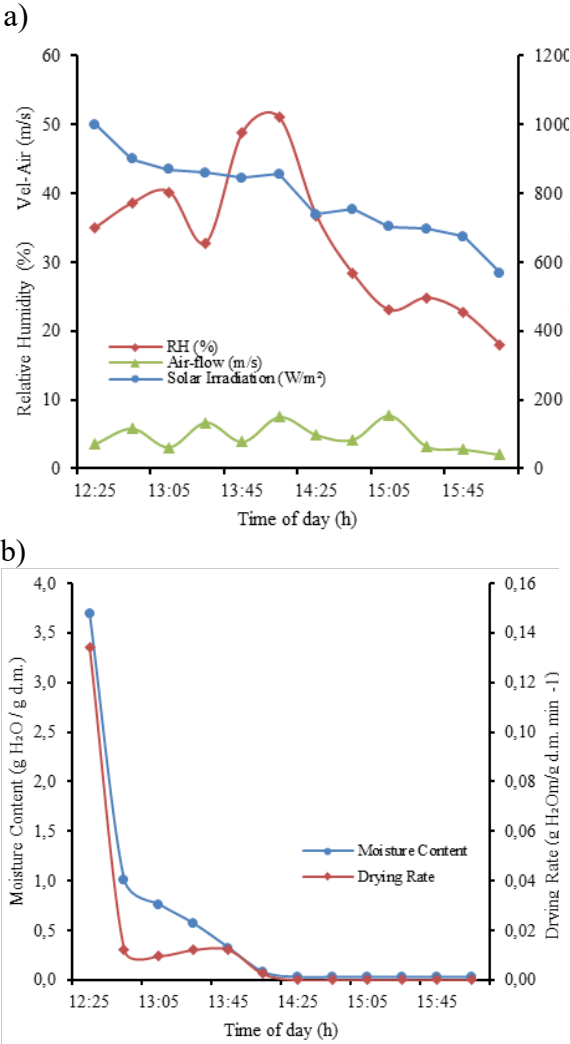 a)
60
50
40
30
20
10
0
Relative Humidity (%)
Vel-Air (m/s)
1200
1000
800
600
400
200
0
RH (%)
Air-flow (m/s)
Solar Irradiation (W/m²)
12:25 13:05 13:45 14:25 15:05 15:45
Time of day (h)
b)
4,0
3,5
3,0
2,5
2,0
1,5
1,0
0,5
0,0
Moisture Content (g H₂O / g d.m.)
0,16
0,14
0,12
0,10
0,08
0,06
0,04
0,02
0,00
Drying Rate (g H₂Om/g d.m. min -1)
Moisture Content
Drying Rate
12:25 13:05 13:45 14:25 15:05 15:45
Time of day (h)